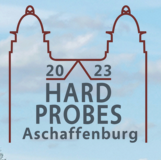 20 23
HARD
PROBES
Aschaffenburg